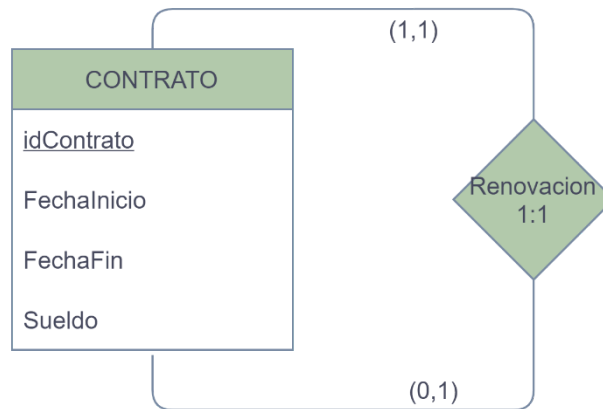 (1,1)
CONTRATO
idContrato
FechaInicio
FechaFin
Sueldo
Renovacion
1:1
(0,1)